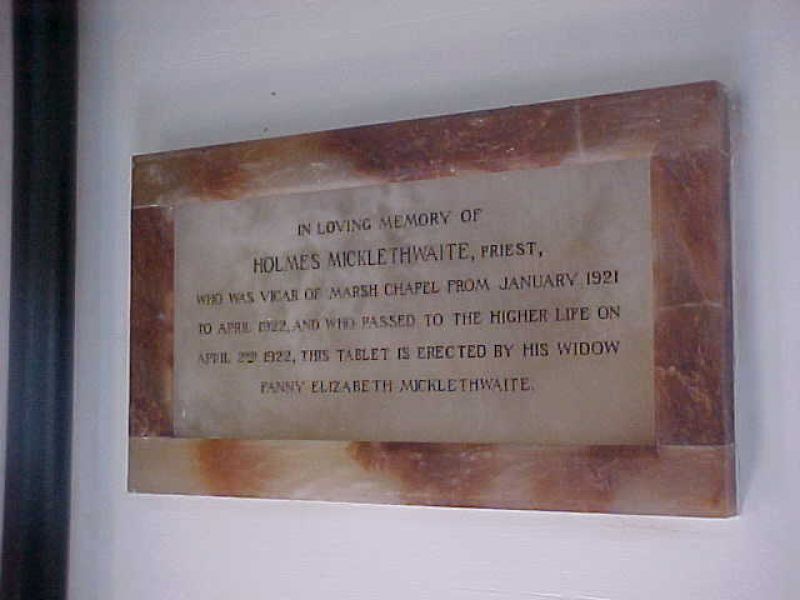 IN LOVING MEMORY OF
HOLMES MICKLETHWAITE, PRIEST,
WHO WAS VICAR OF MARSH CHAPEL FROM JANUARY 1921
TO APRIL 1922, AND WHO PASSED TO THE HIGHER LIFE ON
APRIL 2ND 1922, THIS TABLET IS ERECTED BY HIS WIDOW
FANNY ELIZABETH MICKLETHWAITE.